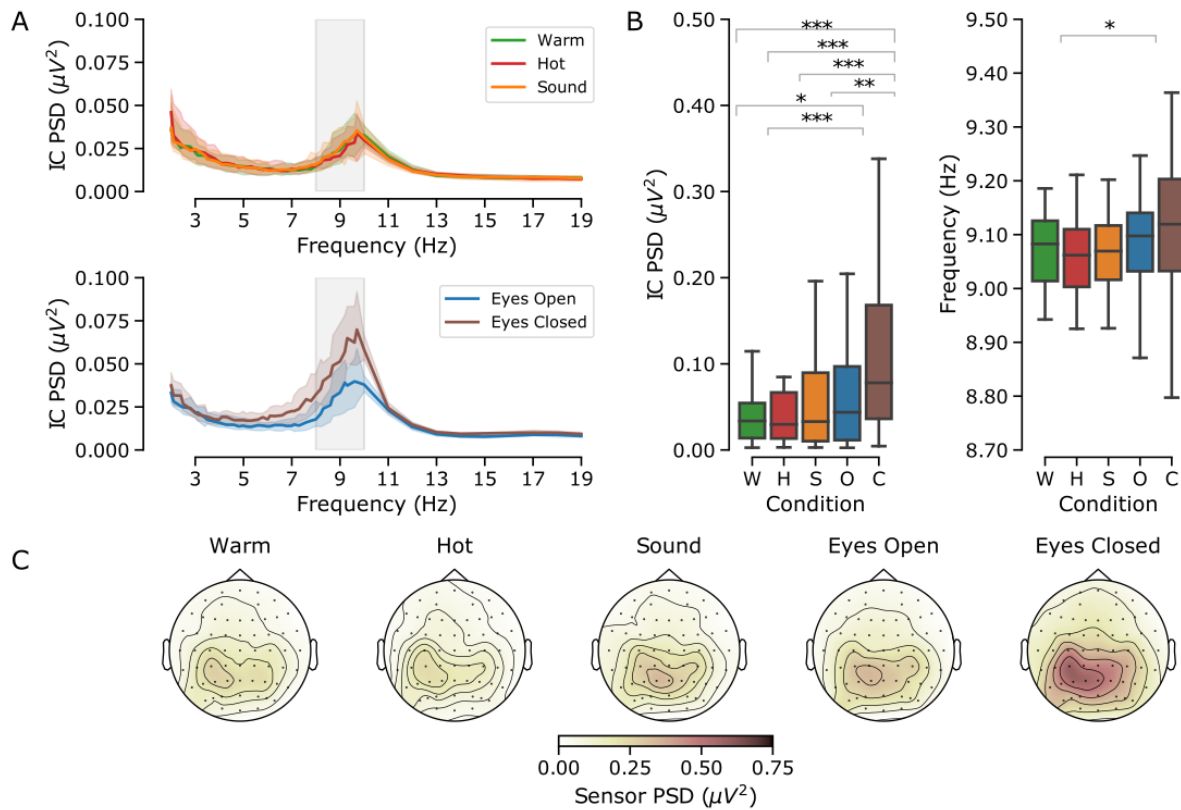 A
0.100
0.075
0.050
0.025
0.000
IC PSD (μV²)
Warm
Hot
Sound
3 5 7 9 11 13 15 17 19
Frequency (Hz)
0.100
0.075
0.050
0.025
0.000
IC PSD (μV²)
Eyes Open
Eyes Closed
3 5 7 9 11 13 15 17 19
Frequency (Hz)
B
0.50
0.40
0.50
0.20
0.10
0.00
IC PSD (μV²)
***
***
***
**
*
***
W H S O C
Condition
9.50
9.40
9.30
9.20
9.10
9.00
8.90
8.80
8.70
Frequency (Hz)
*
W H S O C
Condition
C
Warm
Hot
Sound
Eyes Open
Eyes Closed
0.00 0.25 0.50 0.75
Sensor PSD (μV²)